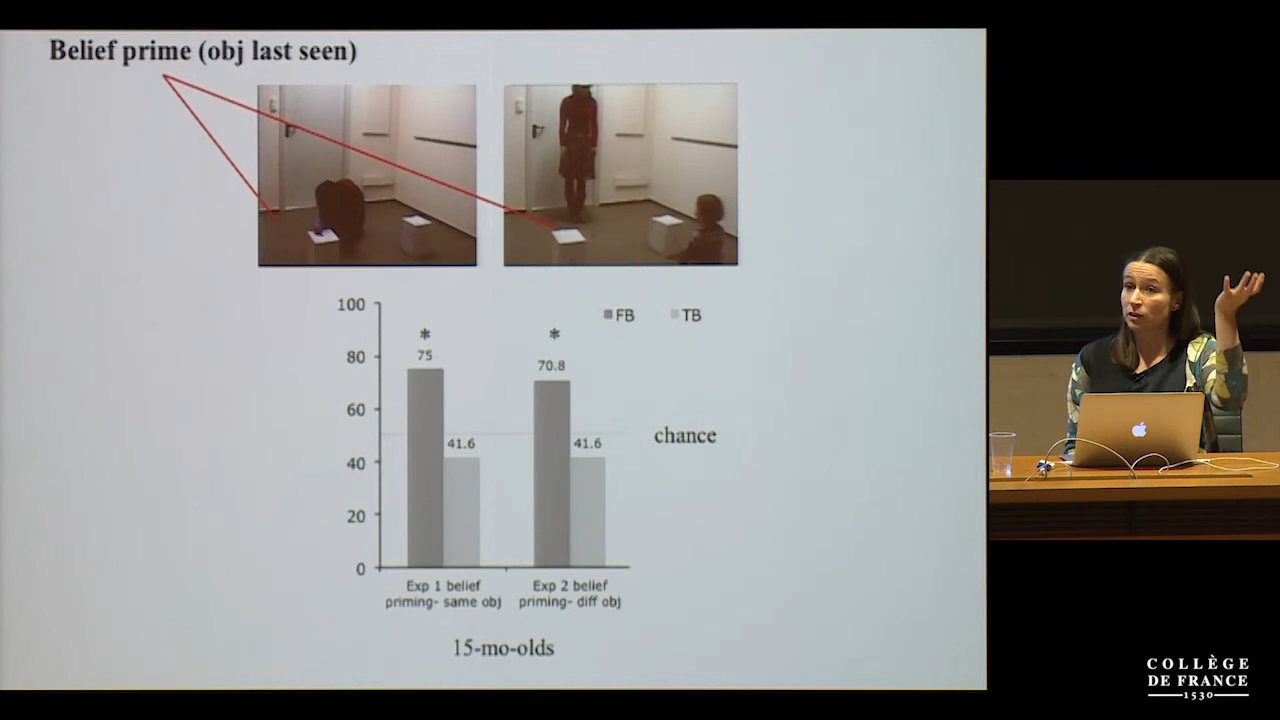 Belief prime (obj last seen)
100
80
60
40
20
0
FB
TB
*
75
41.6
*
70.8
41.6
chance
Exp 1 belief
priming- same obj
Exp 2 belief
priming- diff obj
15-mo-olds
COLLÈGE
DE FRANCE
1530